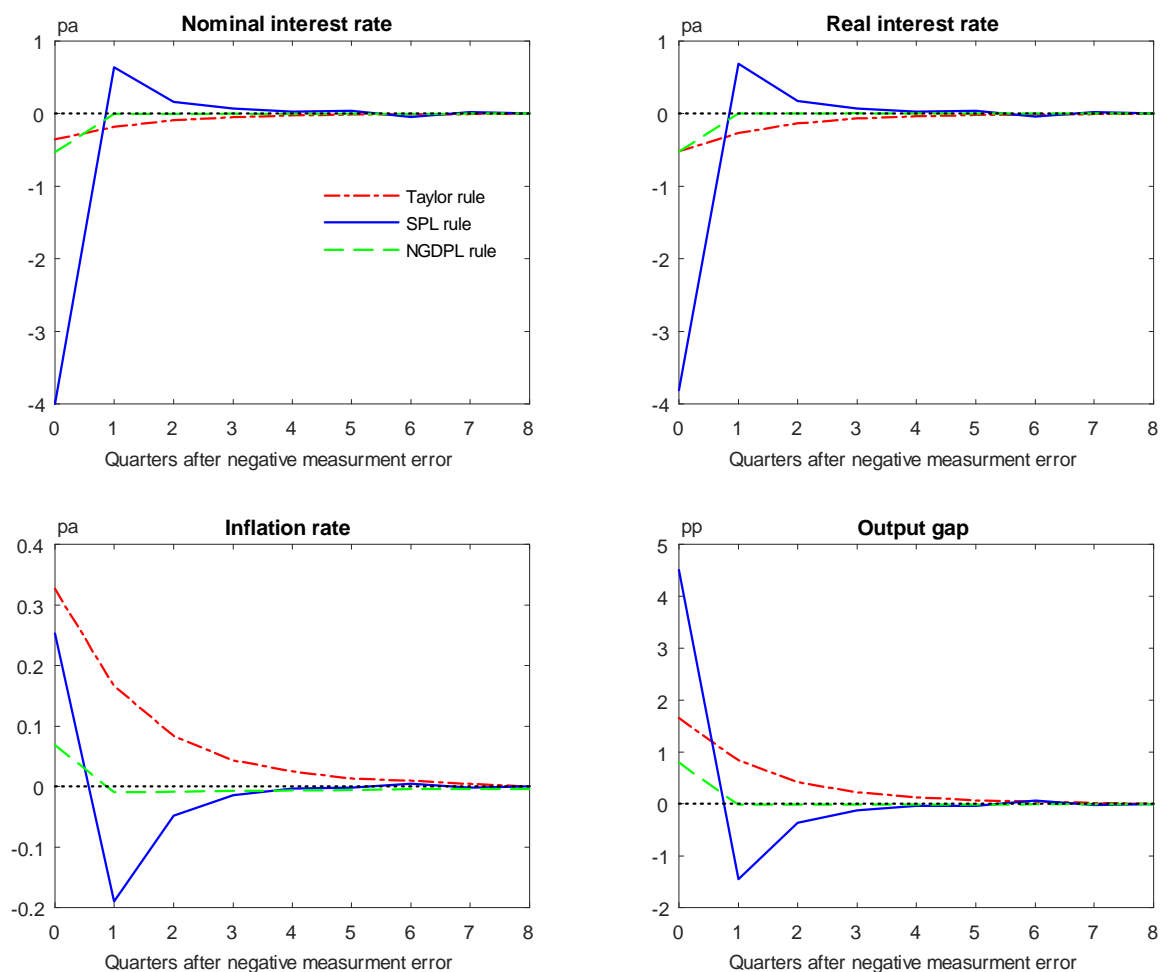 Nominal interest rate
pa
1
0
-1
-2
-3
-4
0 1 2 3 4 5 6 7 8
Quarters after negative measurment error
Taylor rule
SPL rule
NGDPL rule
Real interest rate
pa
1
0
-1
-2
-3
-4
0 1 2 3 4 5 6 7 8
Quarters after negative measurment error
Inflation rate
pa
0.4
0.3
0.2
0.1
0
-0.1
-0.2
0 1 2 3 4 5 6 7 8
Quarters after negative measurment error
Output gap
pp
5
4
3
2
1
0
-1
-2
0 1 2 3 4 5 6 7 8
Quarters after negative measurment error